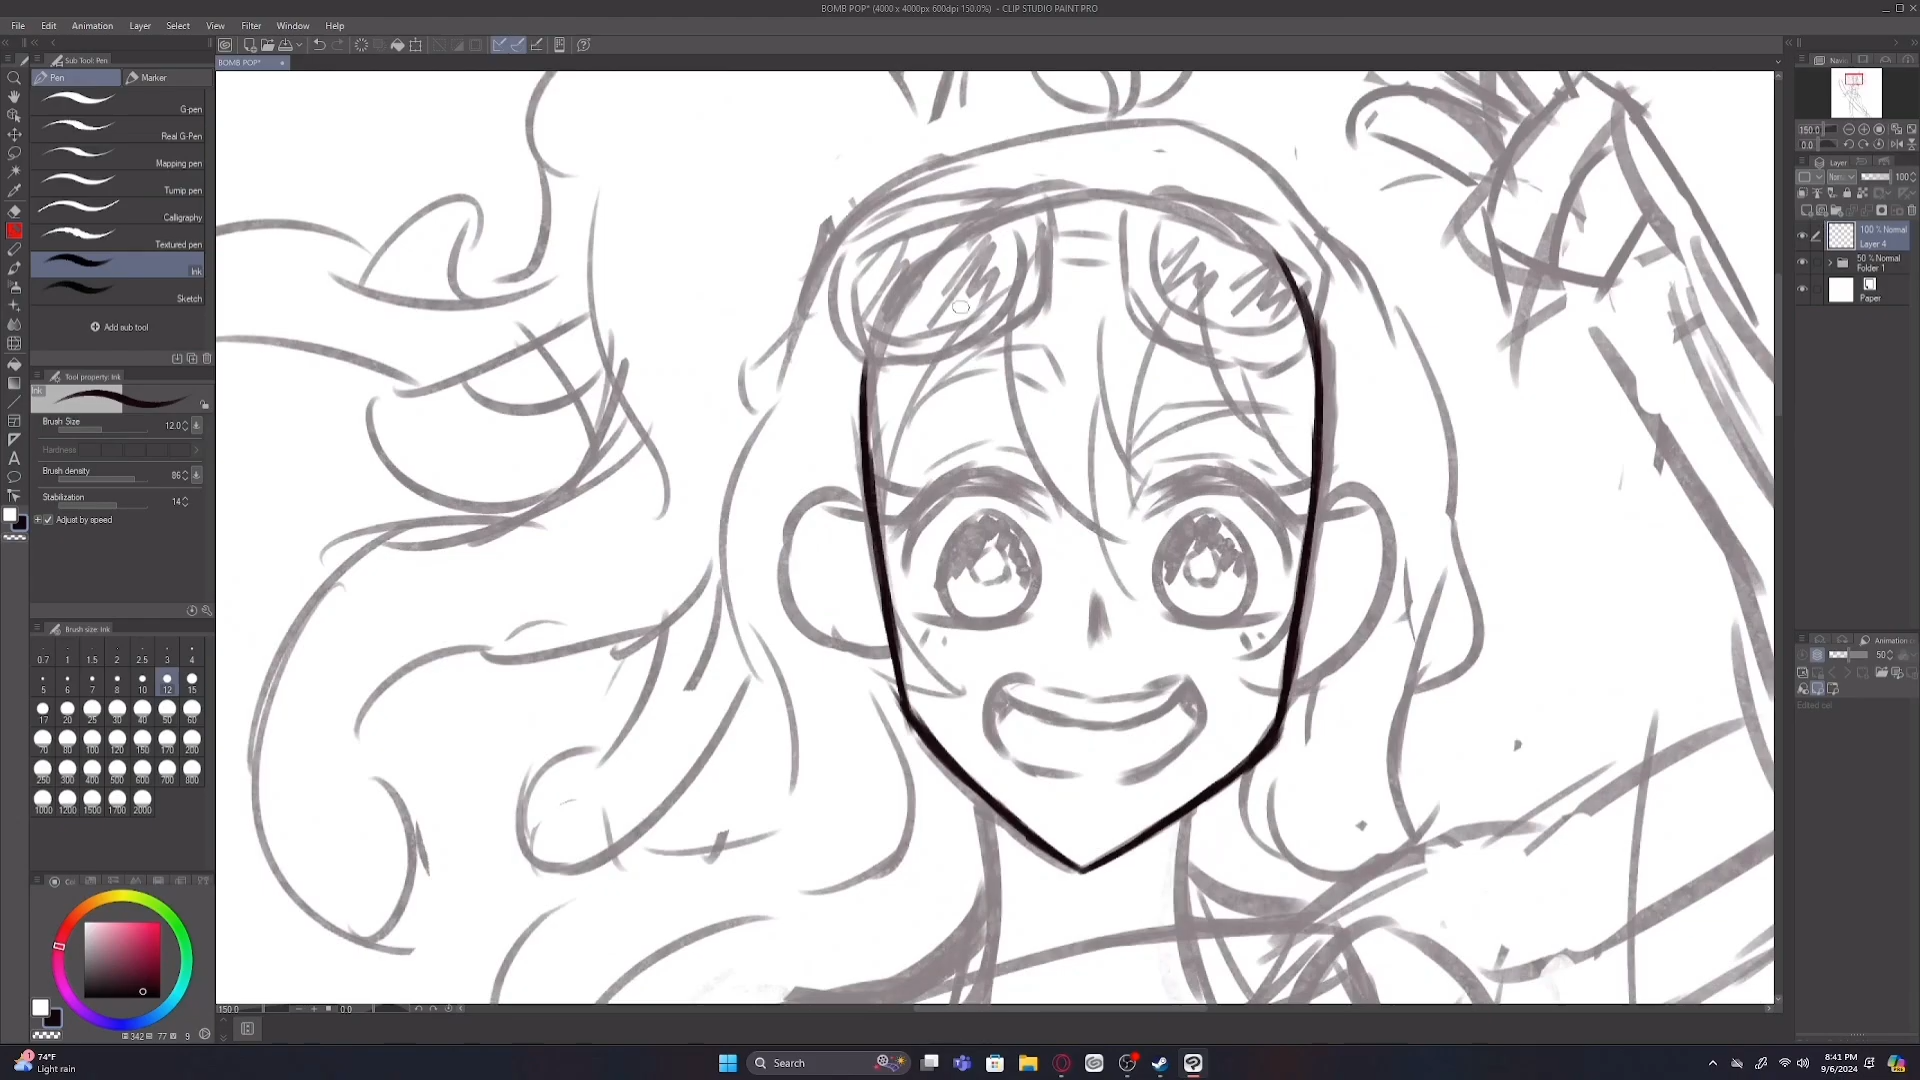 BOMB POP* (4000 x 4000px 600dpi 150.0%) - CLIP STUDIO PAINT PRO
File Edit Animation Layer Select View Filter Window Help
Sub Tool: Pen
BOMB POP*
Pen Marker
G-pen
Real G-Pen
Mapping pen
Turnip pen
Calligraphy
Textured pen
Ink
Sketch
Add sub tool
Tool property: Ink
Ink
Brush Size 12.0
Hardness
Brush density 86
Stabilization 14
Adjust by speed
Brush size: Ink
0.7 1 1.5 2 2.5 3 4
5 6 7 8 10 12 15
17 20 25 30 40 50 60
70 80 100 120 150 170 200
250 300 400 500 600 700 800
1000 1200 1500 1700 2000
342 77 9
150.0 0.0
Navi
150.0
0.0
Layer
100
100 % Normal
Layer 4
50 % Normal
Folder 1
Paper
Animation
50
Edited cel
74°F
Light rain
Search
8:41 PM
9/6/2024